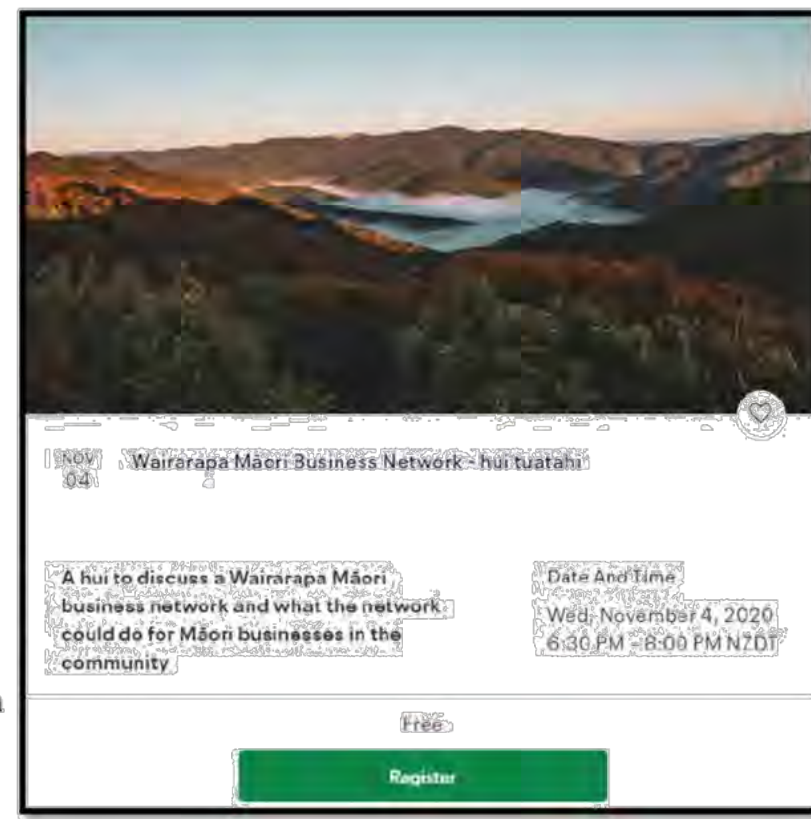 NOV
04
Wairarapa Māori Business Network - hui tuatahi
A hui to discuss a Wairarapa Māori
business network and what the network
could do for Māori businesses in the
community
Date And Time
Wed, November 4, 2020
6:30 PM – 8:00 PM NZDT
Free
Register